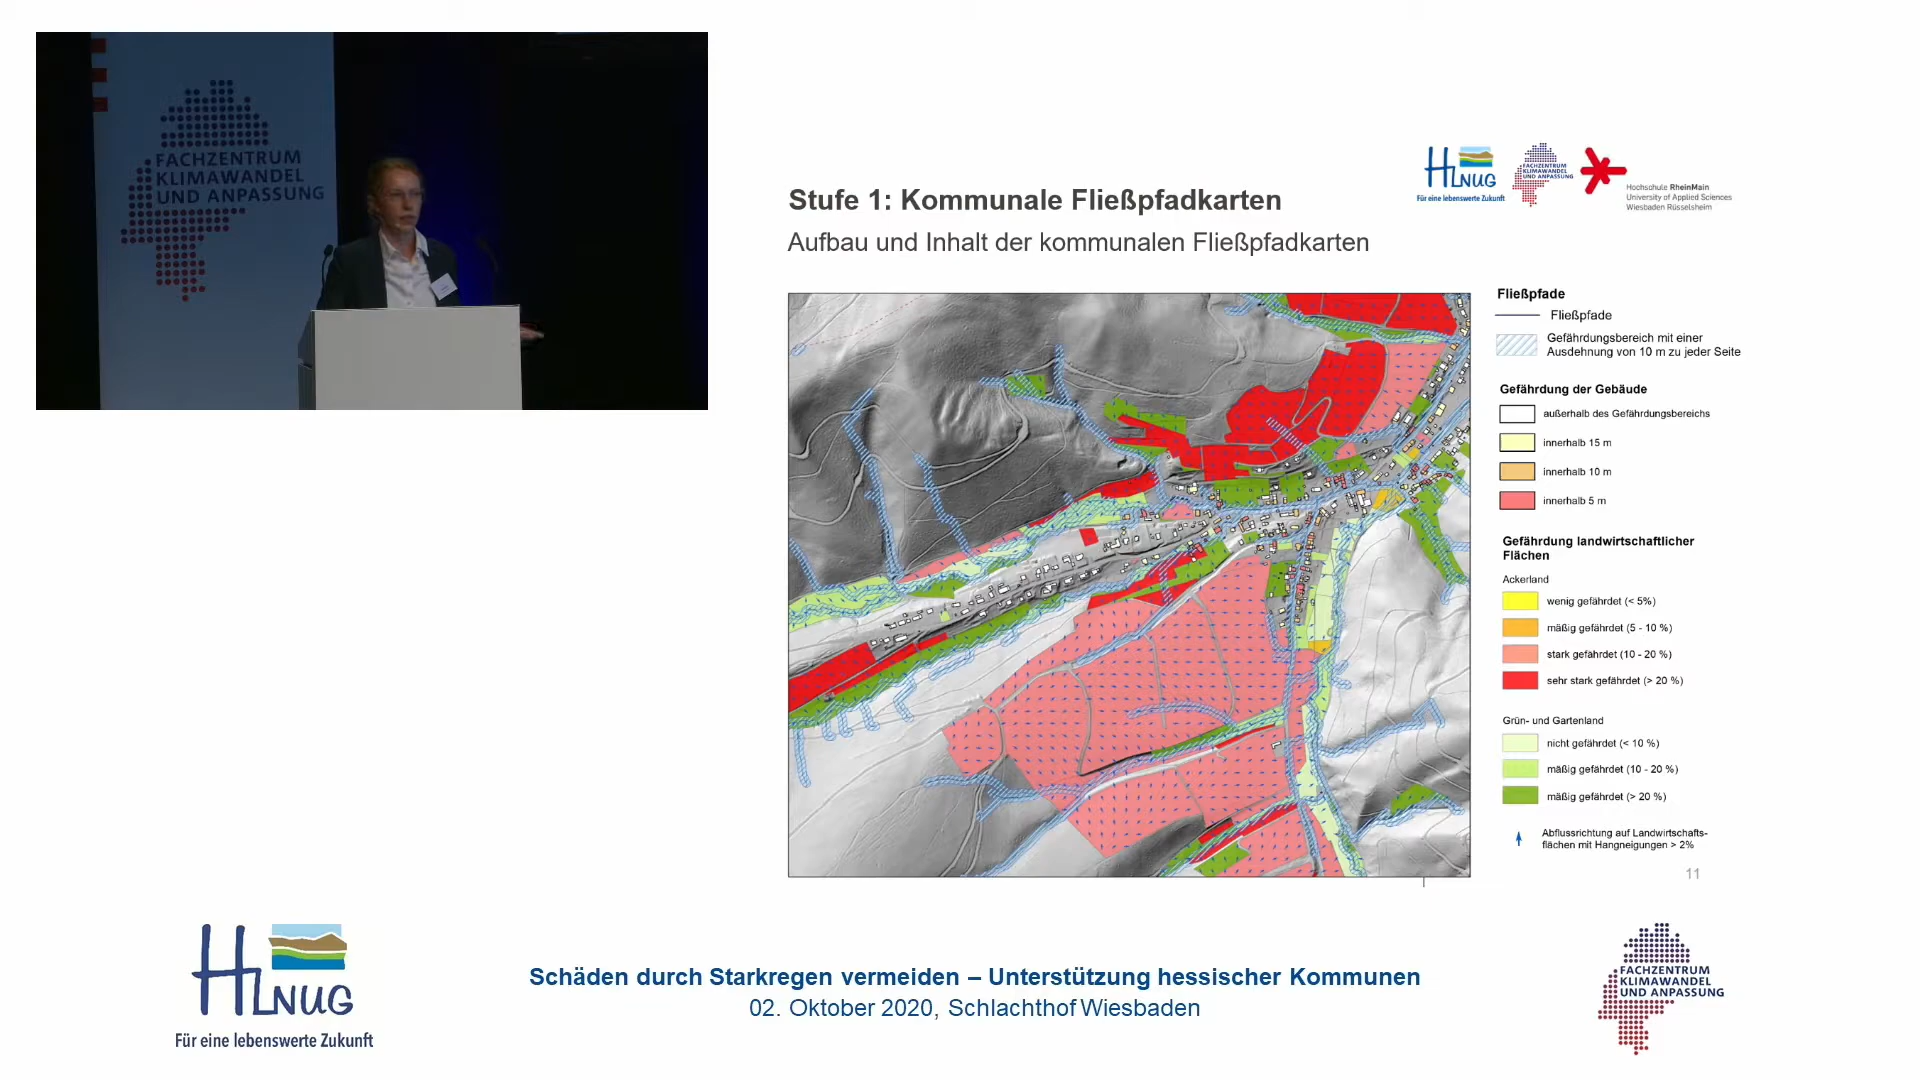 FACHZENTRUM
KLIMAWANDEL
UND ANPASSUNG
HLNUG
Für eine lebenswerte Zukunft
FACHZENTRUM
KLIMAWANDEL
UND ANPASSUNG
Hochschule RheinMain
University of Applied Sciences
Wiesbaden Rüsselsheim
Stufe 1: Kommunale Fließpfadkarten
Aufbau und Inhalt der kommunalen Fließpfadkarten
Fließpfade
Fließpfade
Gefährdungsbereich mit einer
Ausdehnung von 10 m zu jeder Seite
Gefährdung der Gebäude
außerhalb des Gefährdungsbereichs
innerhalb 15 m
innerhalb 10 m
innerhalb 5 m
Gefährdung landwirtschaftlicher
Flächen
Ackerland
wenig gefährdet (< 5%)
mäßig gefährdet (5 - 10 %)
stark gefährdet (10 - 20 %)
sehr stark gefährdet (> 20 %)
Grün- und Gartenland
nicht gefährdet (< 10 %)
mäßig gefährdet (10 - 20 %)
mäßig gefährdet (> 20 %)
Abflussrichtung auf Landwirtschafts-
flächen mit Hangneigungen > 2%
11
HLNUG
Für eine lebenswerte Zukunft
Schäden durch Starkregen vermeiden – Unterstützung hessischer Kommunen
02. Oktober 2020, Schlachthof Wiesbaden
FACHZENTRUM
KLIMAWANDEL
UND ANPASSUNG